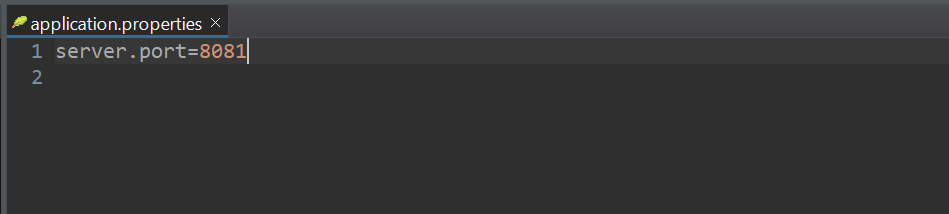 application.properties
1 server.port=8081
2